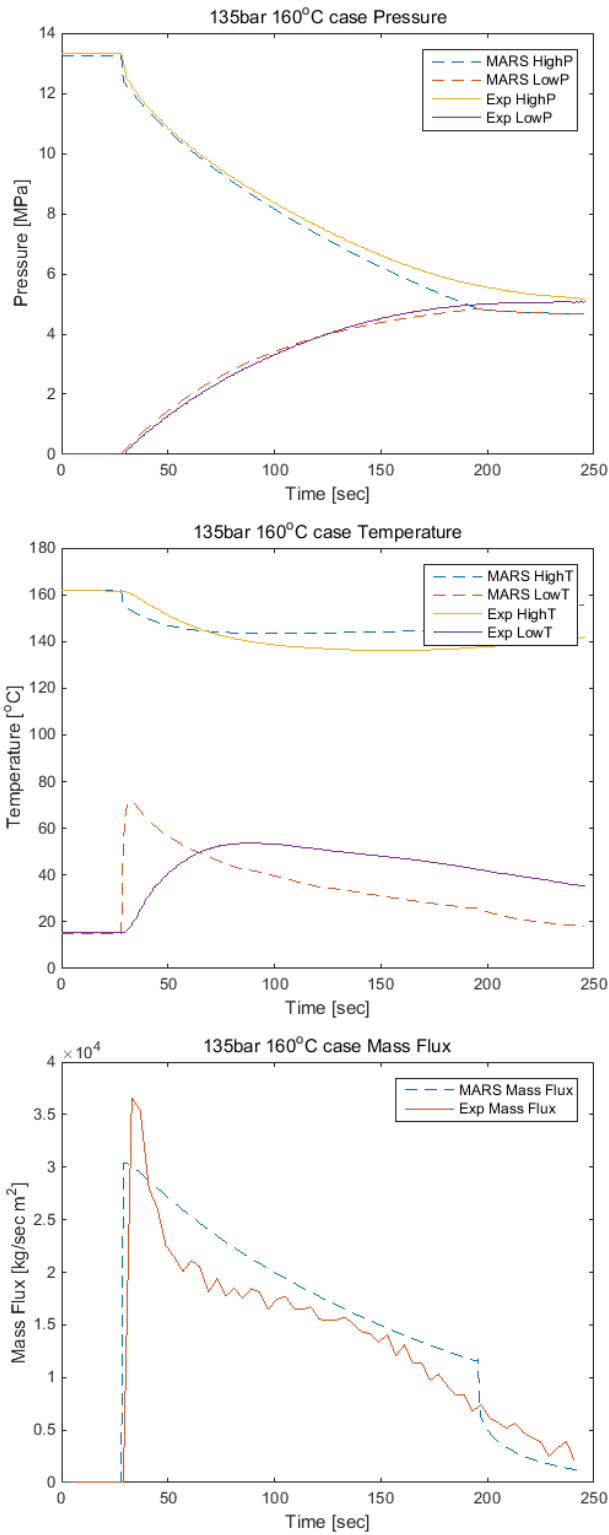 135bar 160°C case Pressure
14
12
10
8
6
4
2
0
Pressure [MPa]
MARS HighP
MARS LowP
Exp HighP
Exp LowP
0 50 100 150 200 250
Time [sec]
135bar 160°C case Temperature
180
160
140
120
100
80
60
40
20
0
Temperature [°C]
MARS HighT
MARS LowT
Exp HighT
Exp LowT
0 50 100 150 200 250
Time [sec]
135bar 160°C case Mass Flux
× 10⁴
4
3.5
3
2.5
2
1.5
1
0.5
0
Mass Flux [kg/sec m²]
MARS Mass Flux
Exp Mass Flux
0 50 100 150 200 250
Time [sec]